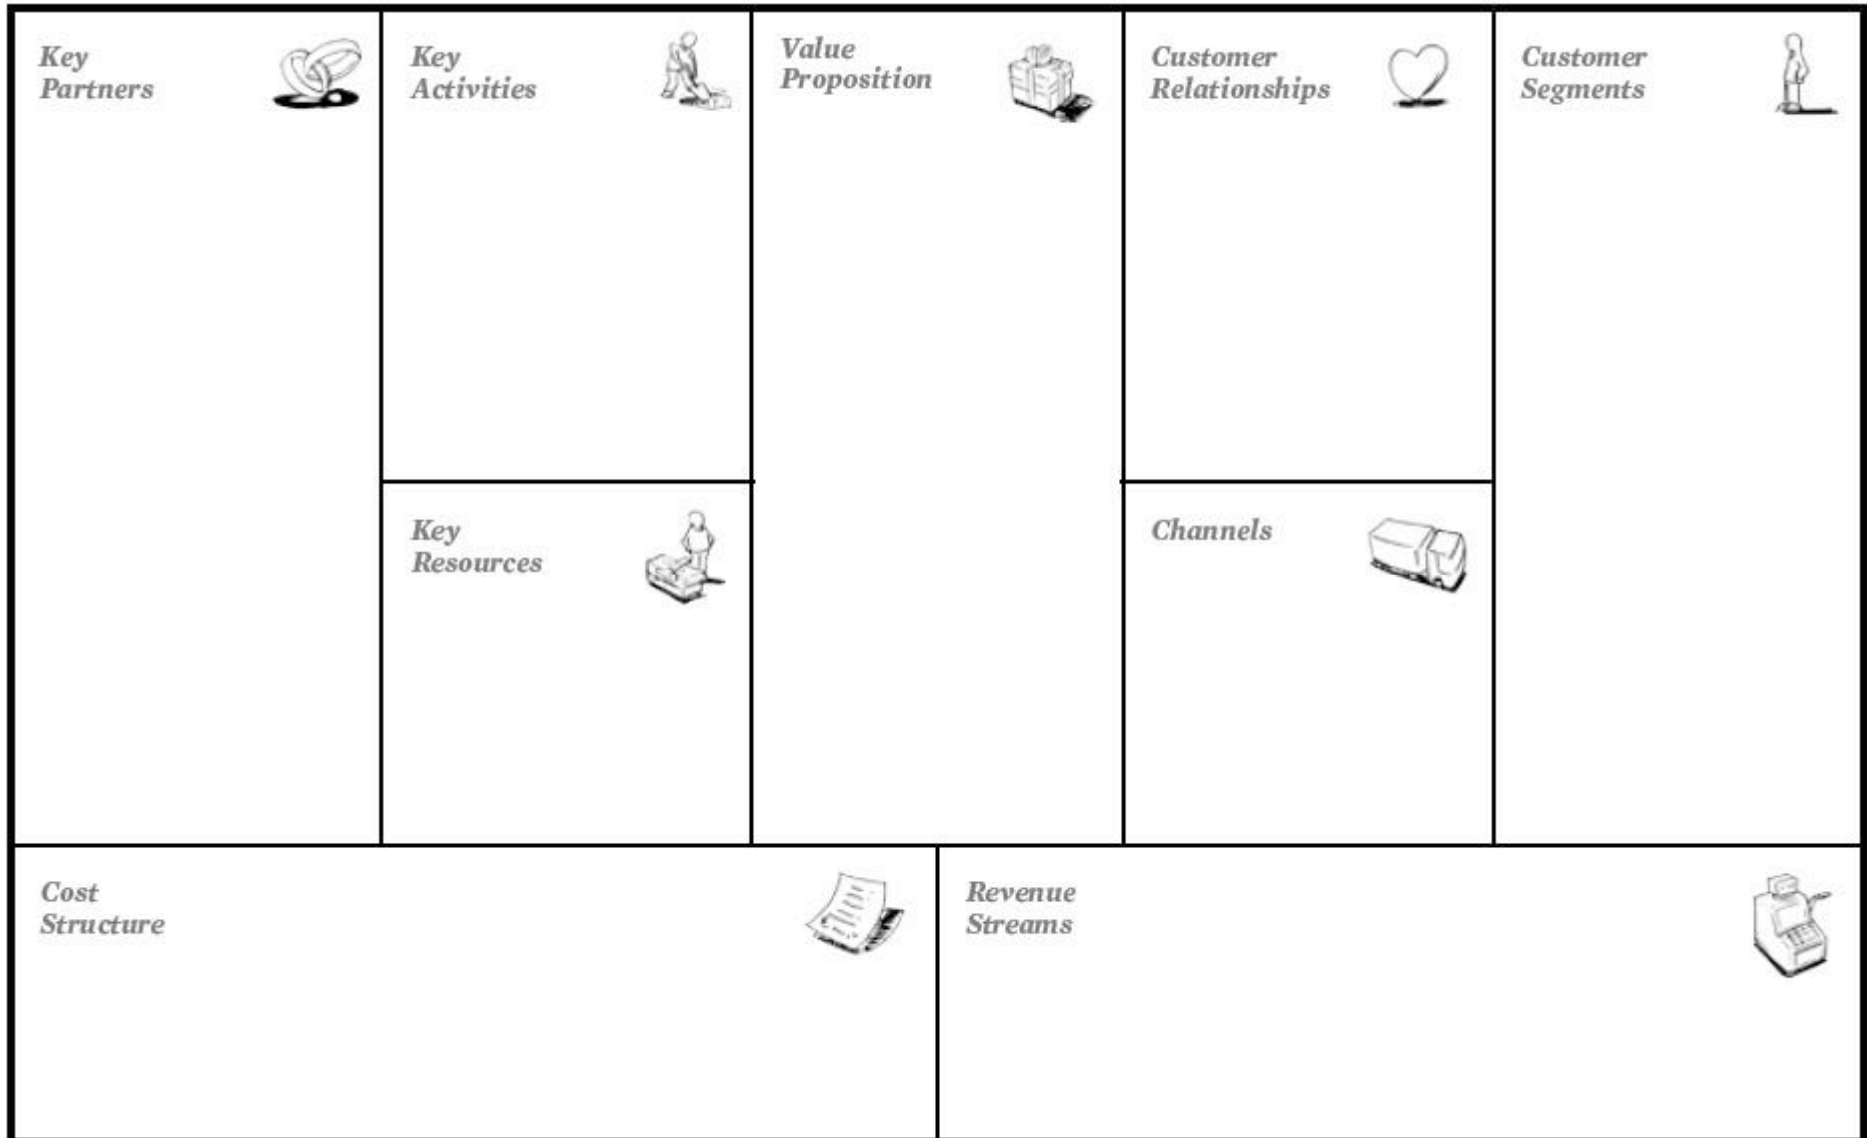 Key
Partners
Key
Activities
Value
Proposition
Customer
Relationships
Customer
Segments
Key
Resources
Channels
Cost
Structure
Revenue
Streams